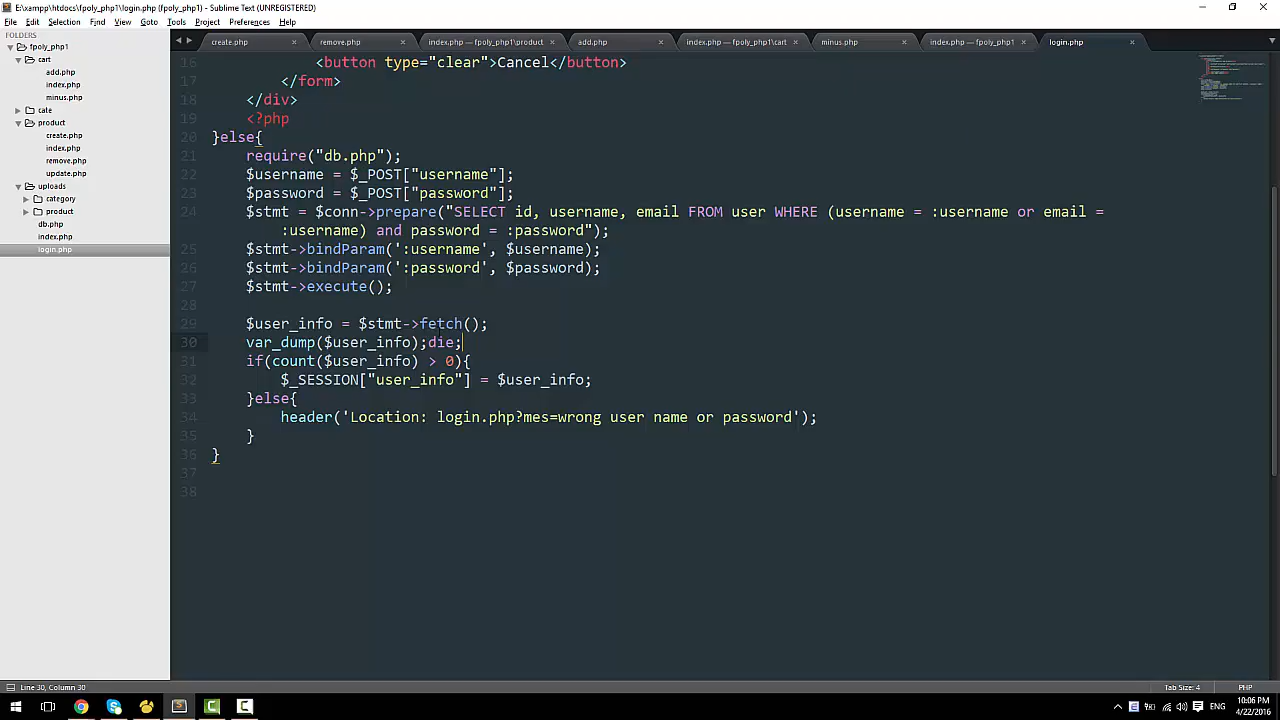 E:\xampp\htdocs\fpoly_php1\login.php (fpoly_php1) - Sublime Text (UNREGISTERED)
File Edit Selection Find View Goto Tools Project Preferences Help
FOLDERS
fpoly_php1
cart
add.php
index.php
minus.php
cate
product
create.php
index.php
remove.php
update.php
uploads
category
product
db.php
index.php
login.php
create.php × remove.php × index.php — fpoly_php1\product × add.php × index.php — fpoly_php1\cart × minus.php × index.php — fpoly_php1 × login.php ×
16 <button type="clear">Cancel</button>
17 </form>
18 </div>
19 <?php
20 }else{
21 require("db.php");
22 $username = $_POST["username"];
23 $password = $_POST["password"];
24 $stmt = $conn->prepare("SELECT id, username, email FROM user WHERE (username = :username or email =
:username) and password = :password");
25 $stmt->bindParam(':username', $username);
26 $stmt->bindParam(':password', $password);
27 $stmt->execute();
28
29 $user_info = $stmt->fetch();
30 var_dump($user_info);die;
31 if(count($user_info) > 0){
32 $_SESSION["user_info"] = $user_info;
33 }else{
34 header('Location: login.php?mes=wrong user name or password');
35 }
36 }
37
38
Line 30, Column 30
Tab Size: 4 PHP
ENG
10:06 PM
4/22/2016